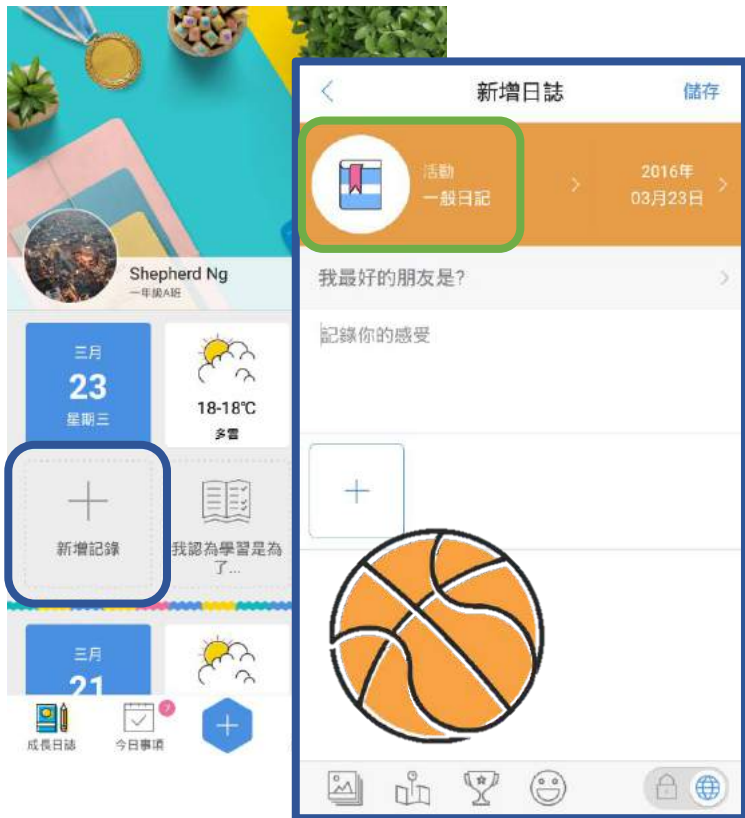 Shepherd Ng
一年級A班
三月
23
星期三
18-18℃
多雲
新增記錄
我認為學習是為
了...
三月
21
成長日誌
今日事項
7
新增日誌
儲存
活動
一般日記
2016年
03月23日
我最好的朋友是?
記錄你的感受